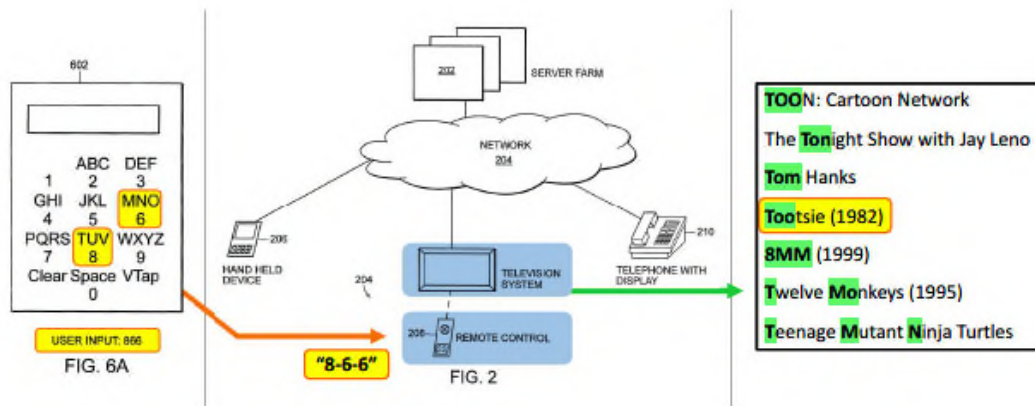 602
ABC DEF
1 2 3
GHI JKL MNO
4 5 6
PQRS TUV WXYZ
7 8 9
Clear Space VTap
0
USER INPUT: 866
FIG. 6A
202
SERVER FARM
NETWORK
204
206
HAND HELD
DEVICE
210
TELEPHONE WITH
DISPLAY
TELEVISION
SYSTEM
204
208
REMOTE CONTROL
"8-6-6"
FIG. 2
TOON: Cartoon Network
The Tonight Show with Jay Leno
Tom Hanks
Tootsie (1982)
8MM (1999)
Twelve Monkeys (1995)
Teenage Mutant Ninja Turtles